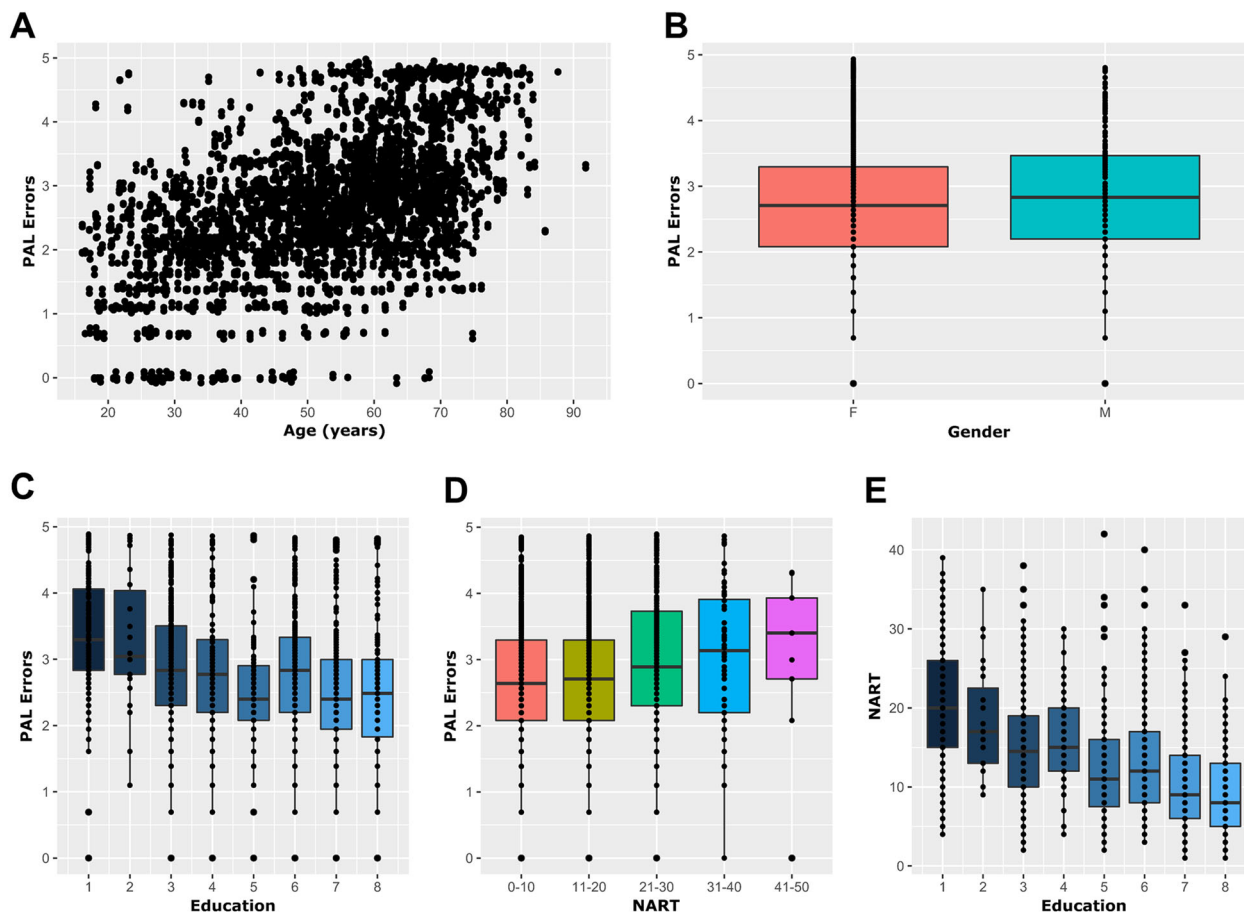 A
PAL Errors
5
4
3
2
1
0
20 30 40 50 60 70 80 90
Age (years)
B
PAL Errors
5
4
3
2
1
0
F M
Gender
C
PAL Errors
5
4
3
2
1
0
1 2 3 4 5 6 7 8
Education
D
PAL Errors
5
4
3
2
1
0
0-10 11-20 21-30 31-40 41-50
NART
E
NART
40
30
20
10
0
1 2 3 4 5 6 7 8
Education